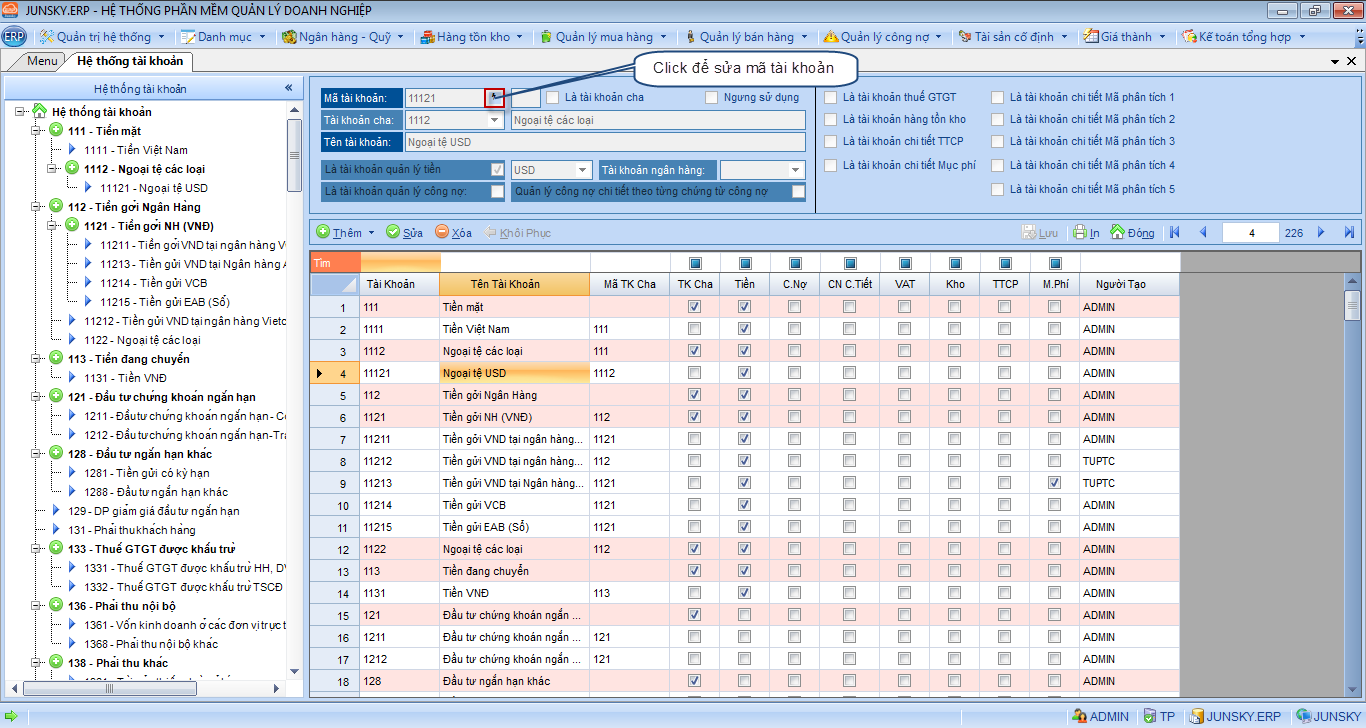 JUNSKY.ERP - HỆ THỐNG PHẦN MỀM QUẢN LÝ DOANH NGHIỆP
ERP Quản trị hệ thống Danh mục Ngân hàng - Quỹ Hàng tồn kho Quản lý mua hàng Quản lý bán hàng Quản lý công nợ Tài sản cố định Giá thành Kế toán tổng hợp
Menu Hệ thống tài khoản
Click để sửa mã tài khoản
Hệ thống tài khoản
Hệ thống tài khoản
111 - Tiền mặt
1111 - Tiền Việt Nam
1112 - Ngoại tệ các loại
11121 - Ngoại tệ USD
112 - Tiền gởi Ngân Hàng
1121 - Tiền gởi NH (VNĐ)
11211 - Tiền gởi VND tại ngân hàng V
11213 - Tiền gửi VND tại Ngân hàng A
11214 - Tiền gửi VCB
11215 - Tiền gửi EAB (Sổ)
11212 - Tiền gửi VND tại ngân hàng Vietc
1122 - Ngoại tệ các loại
113 - Tiền đang chuyển
1131 - Tiền VNĐ
121 - Đầu tư chứng khoán ngắn hạn
1211 - Đầu tư chứng khoán ngắn hạn- C
1212 - Đầu tư chứng khoán ngắn hạn-Tra
128 - Đầu tư ngắn hạn khác
1281 - Tiền gửi có kỳ hạn
1288 - Đầu tư ngắn hạn khác
129 - DP giảm giá đầu tư ngắn hạn
131 - Phải thu khách hàng
133 - Thuế GTGT được khấu trừ
1331 - Thuế GTGT được khấu trừ HH, DV
1332 - Thuế GTGT được khấu trừ TSCĐ
136 - Phải thu nội bộ
1361 - Vốn kinh doanh ở các đơn vị trực t
1368 - Phải thu nội bộ khác
138 - Phải thu khác
Mã tài khoản: 11121 Là tài khoản cha Ngưng sử dụng
Tài khoản cha: 1112 Ngoại tệ các loại
Tên tài khoản: Ngoại tệ USD
Là tài khoản quản lý tiền USD Tài khoản ngân hàng:
Là tài khoản quản lý công nợ: Quản lý công nợ chi tiết theo từng chứng từ công nợ
Là tài khoản thuế GTGT Là tài khoản chi tiết Mã phân tích 1
Là tài khoản hàng tồn kho Là tài khoản chi tiết Mã phân tích 2
Là tài khoản chi tiết TTCP Là tài khoản chi tiết Mã phân tích 3
Là tài khoản chi tiết Mục phí Là tài khoản chi tiết Mã phân tích 4
Là tài khoản chi tiết Mã phân tích 5
Thêm Sửa Xóa Khôi Phục Lưu In Đóng 4 226
Tìm
Tài Khoản Tên Tài Khoản Mã TK Cha TK Cha Tiền C.Nợ CN C.Tiết VAT Kho TTCP M.Phí Người Tạo
1 111 Tiền mặt ADMIN
2 1111 Tiền Việt Nam 111 ADMIN
3 1112 Ngoại tệ các loại 111 ADMIN
4 11121 Ngoại tệ USD 1112 ADMIN
5 112 Tiền gởi Ngân Hàng ADMIN
6 1121 Tiền gởi NH (VNĐ) 112 ADMIN
7 11211 Tiền gởi VND tại ngân hàng... 1121 ADMIN
8 11212 Tiền gửi VND tại ngân hàng... 112 TUPTC
9 11213 Tiền gửi VND tại Ngân hàng... 1121 TUPTC
10 11214 Tiền gửi VCB 1121 ADMIN
11 11215 Tiền gửi EAB (Sổ) 1121 ADMIN
12 1122 Ngoại tệ các loại 112 ADMIN
13 113 Tiền đang chuyển ADMIN
14 1131 Tiền VNĐ 113 ADMIN
15 121 Đầu tư chứng khoán ngắn ... ADMIN
16 1211 Đầu tư chứng khoán ngắn ... 121 ADMIN
17 1212 Đầu tư chứng khoán ngắn ... 121 ADMIN
18 128 Đầu tư ngắn hạn khác ADMIN
ADMIN TP JUNSKY.ERP JUNSKY